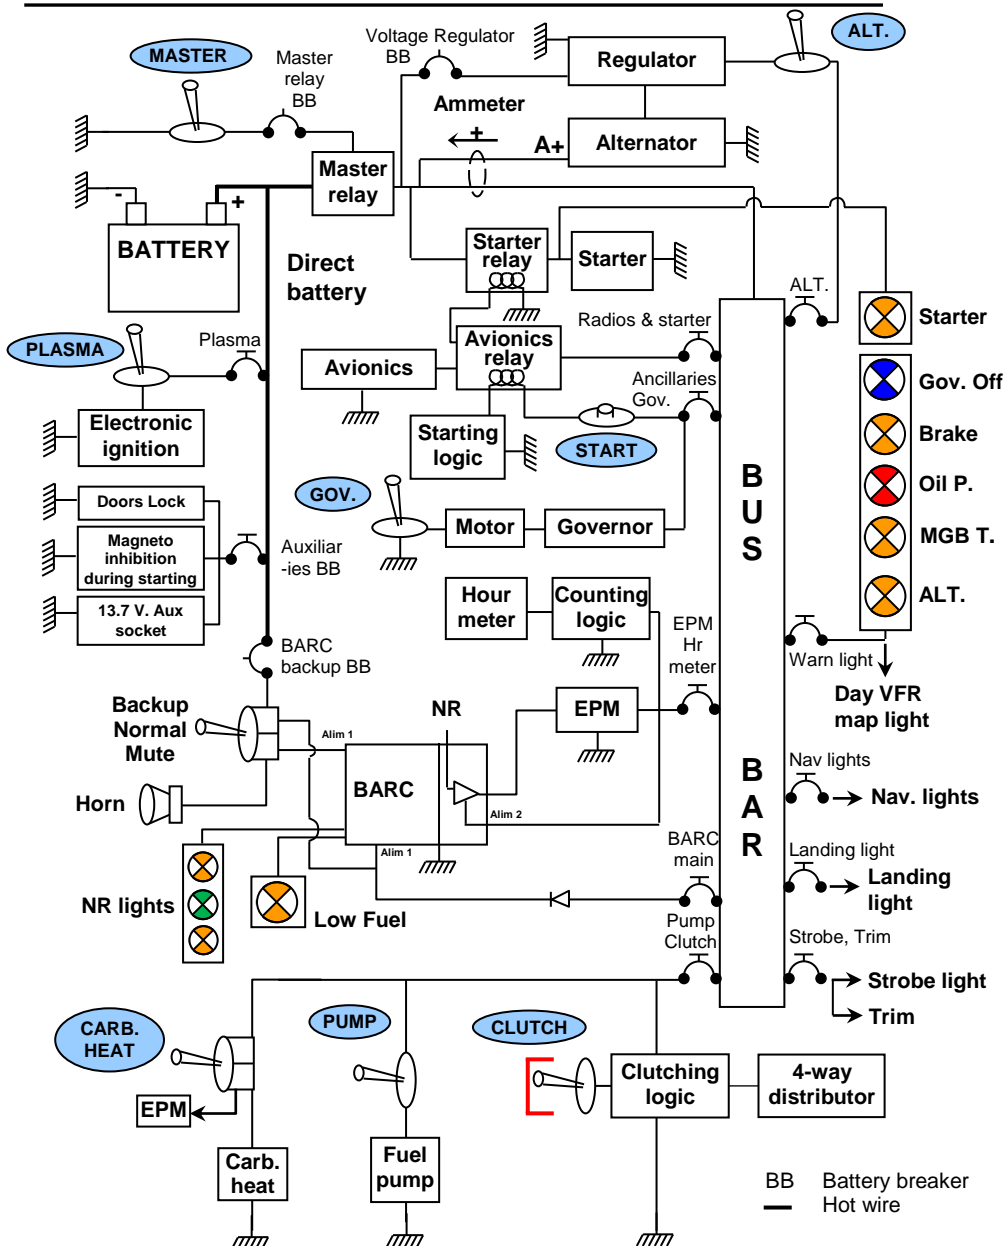 MASTER
Master
relay
BB
Voltage Regulator
BB
Regulator
ALT.
Ammeter
+
A+
Alternator
Master
relay
-
+
BATTERY
Direct
battery
Starter
relay
Starter
ALT.
Starter
PLASMA
Plasma
Radios & starter
Avionics
Avionics
relay
Ancillaries
Gov.
Gov. Off
Electronic
ignition
Starting
logic
START
Brake
GOV.
Motor
Governor
BUS
Oil P.
Doors Lock
Magneto
inhibition
during starting
13.7 V. Aux
socket
Auxiliar
-ies BB
MGB T.
ALT.
Hour
meter
Counting
logic
EPM
Hr
meter
BARC
backup BB
Warn light
Day VFR
map light
Backup
Normal
Mute
NR
EPM
Alim 1
BARC
BAR
Nav lights
Nav. lights
Horn
Alim 2
Alim 1
BARC
main
Landing light
Landing
light
NR lights
Low Fuel
Pump
Clutch
Strobe, Trim
Strobe light
Trim
CARB.
HEAT
PUMP
CLUTCH
Clutching
logic
4-way
distributor
EPM
Carb.
heat
Fuel
pump
BB Battery breaker
Hot wire